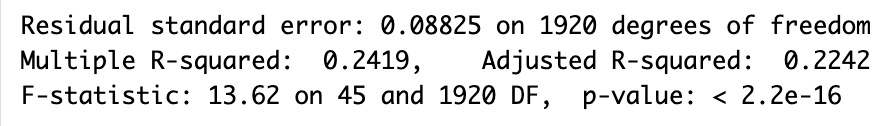 Residual standard error: 0.08825 on 1920 degrees of freedom
Multiple R-squared:  0.2419,    Adjusted R-squared:  0.2242
F-statistic: 13.62 on 45 and 1920 DF,  p-value: < 2.2e-16